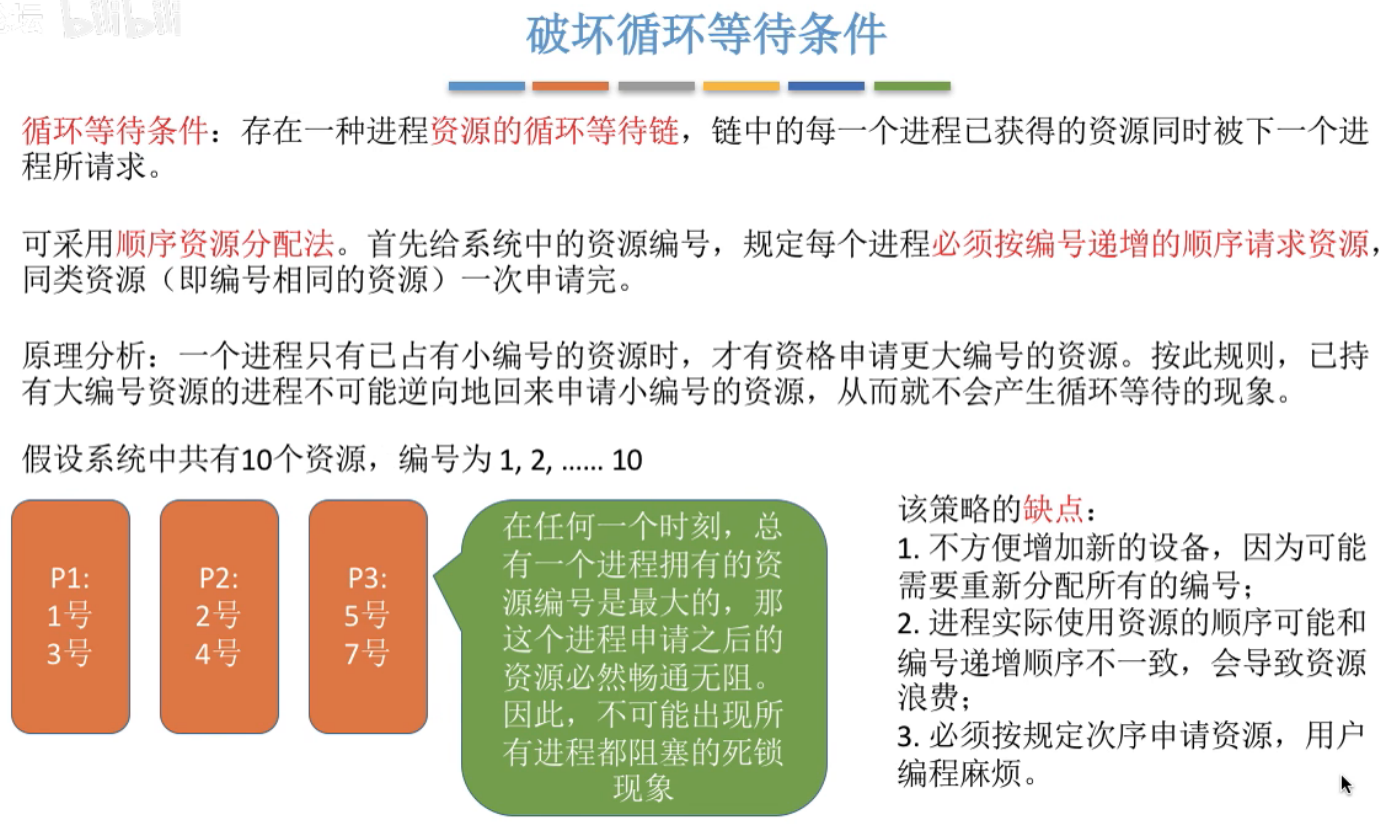 坛 bilibili
破坏循环等待条件
循环等待条件：存在一种进程资源的循环等待链，链中的每一个进程已获得的资源同时被下一个进
程所请求。
可采用顺序资源分配法。首先给系统中的资源编号，规定每个进程必须按编号递增的顺序请求资源，
同类资源（即编号相同的资源）一次申请完。
原理分析：一个进程只有已占有小编号的资源时，才有资格申请更大编号的资源。按此规则，已持
有大编号资源的进程不可能逆向地回来申请小编号的资源，从而就不会产生循环等待的现象。
假设系统中共有10个资源，编号为 1, 2, …… 10
P1:
1号
3号
P2:
2号
4号
P3:
5号
7号
在任何一个时刻，总
有一个进程拥有的资
源编号是最大的，那
这个进程申请之后的
资源必然畅通无阻。
因此，不可能出现所
有进程都阻塞的死锁
现象
该策略的缺点：
1. 不方便增加新的设备，因为可能
需要重新分配所有的编号；
2. 进程实际使用资源的顺序可能和
编号递增顺序不一致，会导致资源
浪费；
3. 必须按规定次序申请资源，用户
编程麻烦。